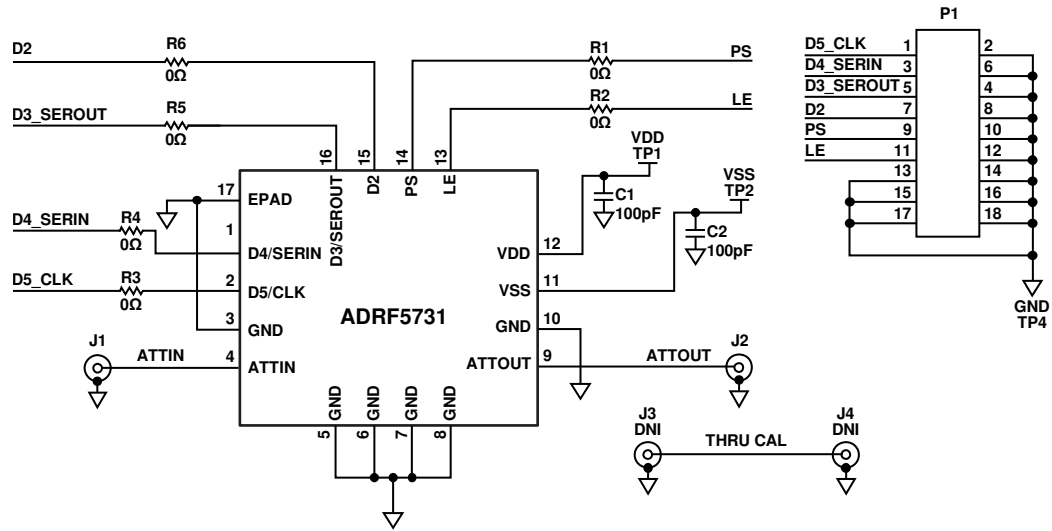 D2
R6
0Ω
D3_SEROUT
R5
0Ω
R1
0Ω
PS
R2
0Ω
LE
16
15
14
13
D3/SEROUT
D2
PS
LE
VDD
TP1
C1
100pF
VSS
TP2
C2
100pF
17
EPAD
D4_SERIN
R4
0Ω
1
D4/SERIN
D5_CLK
R3
0Ω
2
D5/CLK
3
GND
J1
ATTIN
4
ATTIN
ADRF5731
12
VDD
11
VSS
10
GND
9
ATTOUT
ATTOUT
J2
GND
GND
GND
GND
5
6
7
8
J3
DNI
THRU CAL
J4
DNI
P1
D5_CLK
1
2
D4_SERIN
3
6
D3_SEROUT
5
4
D2
7
8
PS
9
10
LE
11
12
13
14
15
16
17
18
GND
TP4